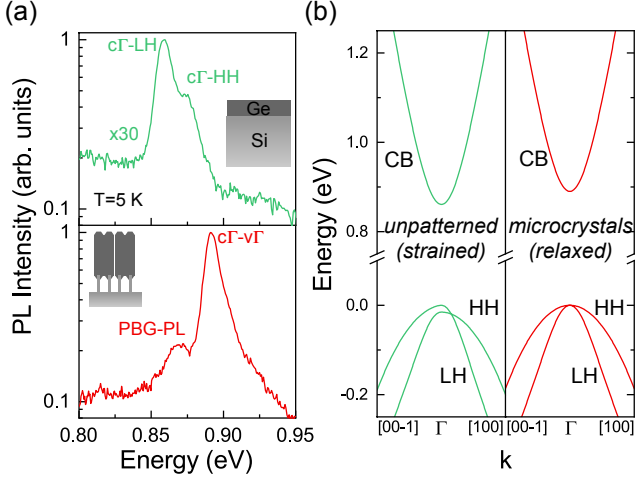 (a)
PL Intensity (arb. units)
1
0.1
cΓ-LH
cΓ-HH
x30
T=5 K
Ge
Si
1
0.1
cΓ-vΓ
PBG-PL
0.80 0.85 0.90 0.95
Energy (eV)
(b)
Energy (eV)
1.2
1.0
0.8
0.0
-0.2
CB
unpatterned
(strained)
HH
LH
CB
microcrystals
(relaxed)
LH
[00-1] Γ [100] [00-1] Γ [100]
k